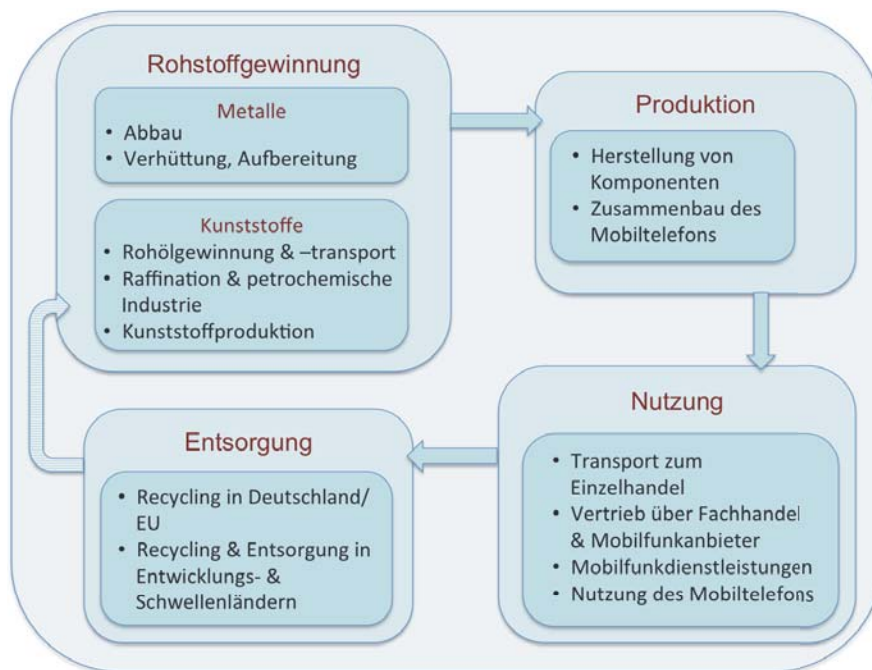 Rohstoffgewinnung
Metalle
• Abbau
• Verhüttung, Aufbereitung
Kunststoffe
• Rohölgewinnung & –transport
• Raffination & petrochemische
Industrie
• Kunststoffproduktion
Produktion
• Herstellung von
Komponenten
• Zusammenbau des
Mobiltelefons
Nutzung
• Transport zum
Einzelhandel
• Vertrieb über Fachhandel
& Mobilfunkanbieter
• Mobilfunkdienstleistungen
• Nutzung des Mobiltelefons
Entsorgung
• Recycling in Deutschland/
EU
• Recycling & Entsorgung in
Entwicklungs- &
Schwellenländern